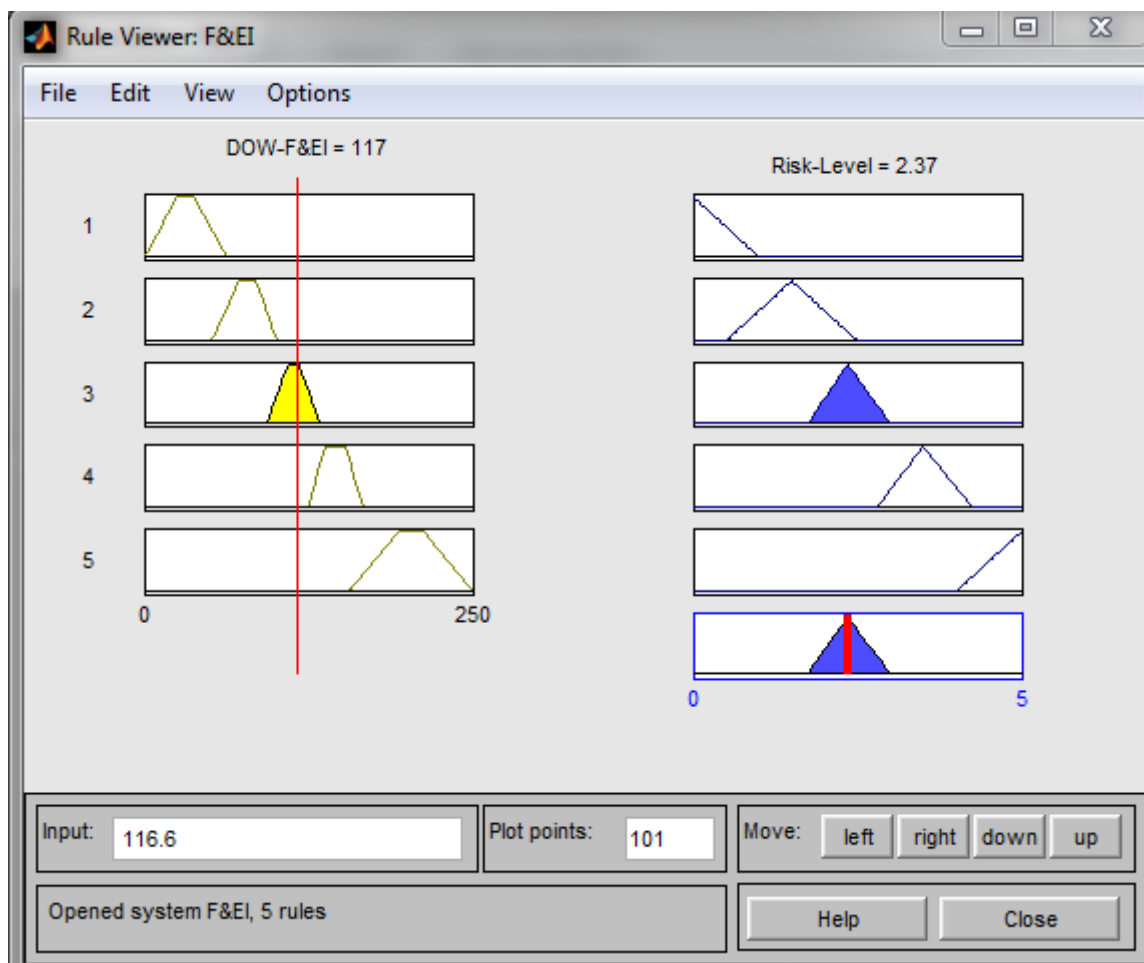 Rule Viewer: F&EI
File Edit View Options
DOW-F&EI = 117
Risk-Level = 2.37
1
2
3
4
5
0 250
0 5
Input: 116.6
Plot points: 101
Move: left right down up
Opened system F&EI, 5 rules
Help Close